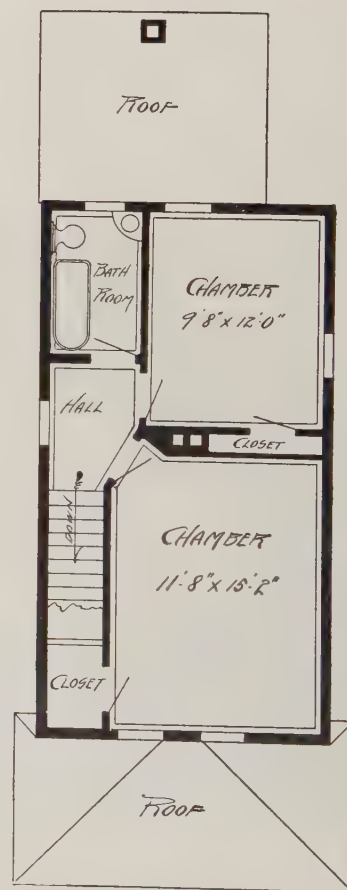 ROOF
BATH
ROOM
CHAMBER
9'8" x 12'0"
HALL
CLOSET
DOWN
CHAMBER
11'-8" x 15'-2"
CLOSET
ROOF